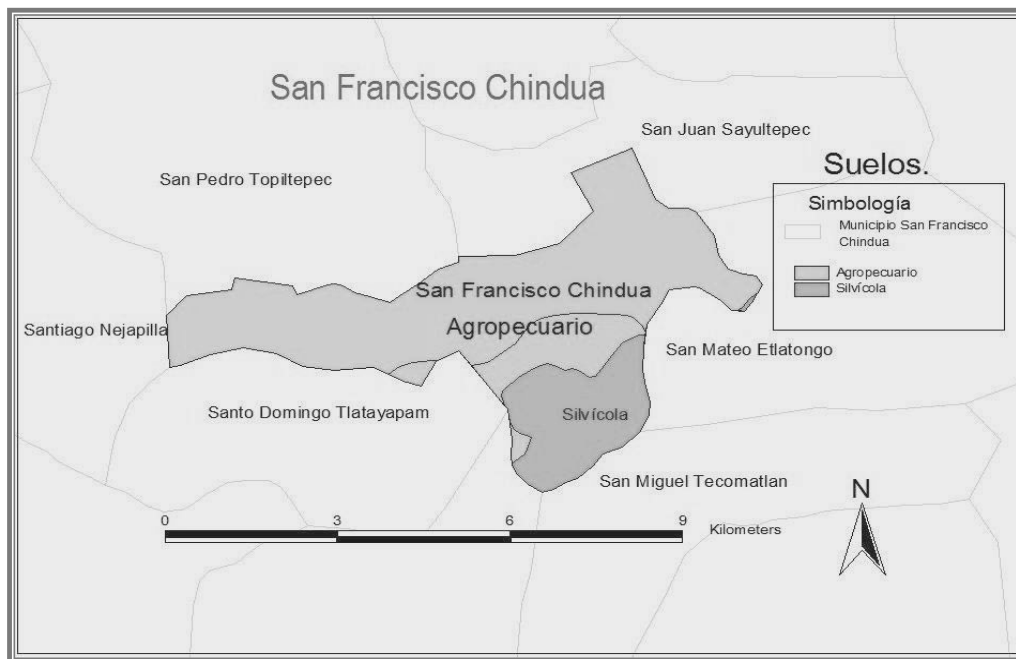 San Francisco Chindua
San Juan Sayultepec
San Pedro Topiltepec
Suelos.
Simbología
Municipio San Francisco
Chindua
Agropecuario
Silvícola
San Francisco Chindua
Agropecuario
Santiago Nejapilla
San Mateo Etlatongo
Santo Domingo Tlatayapam
Silvícola
San Miguel Tecomatlan
N
0 3 6 9
Kilometers